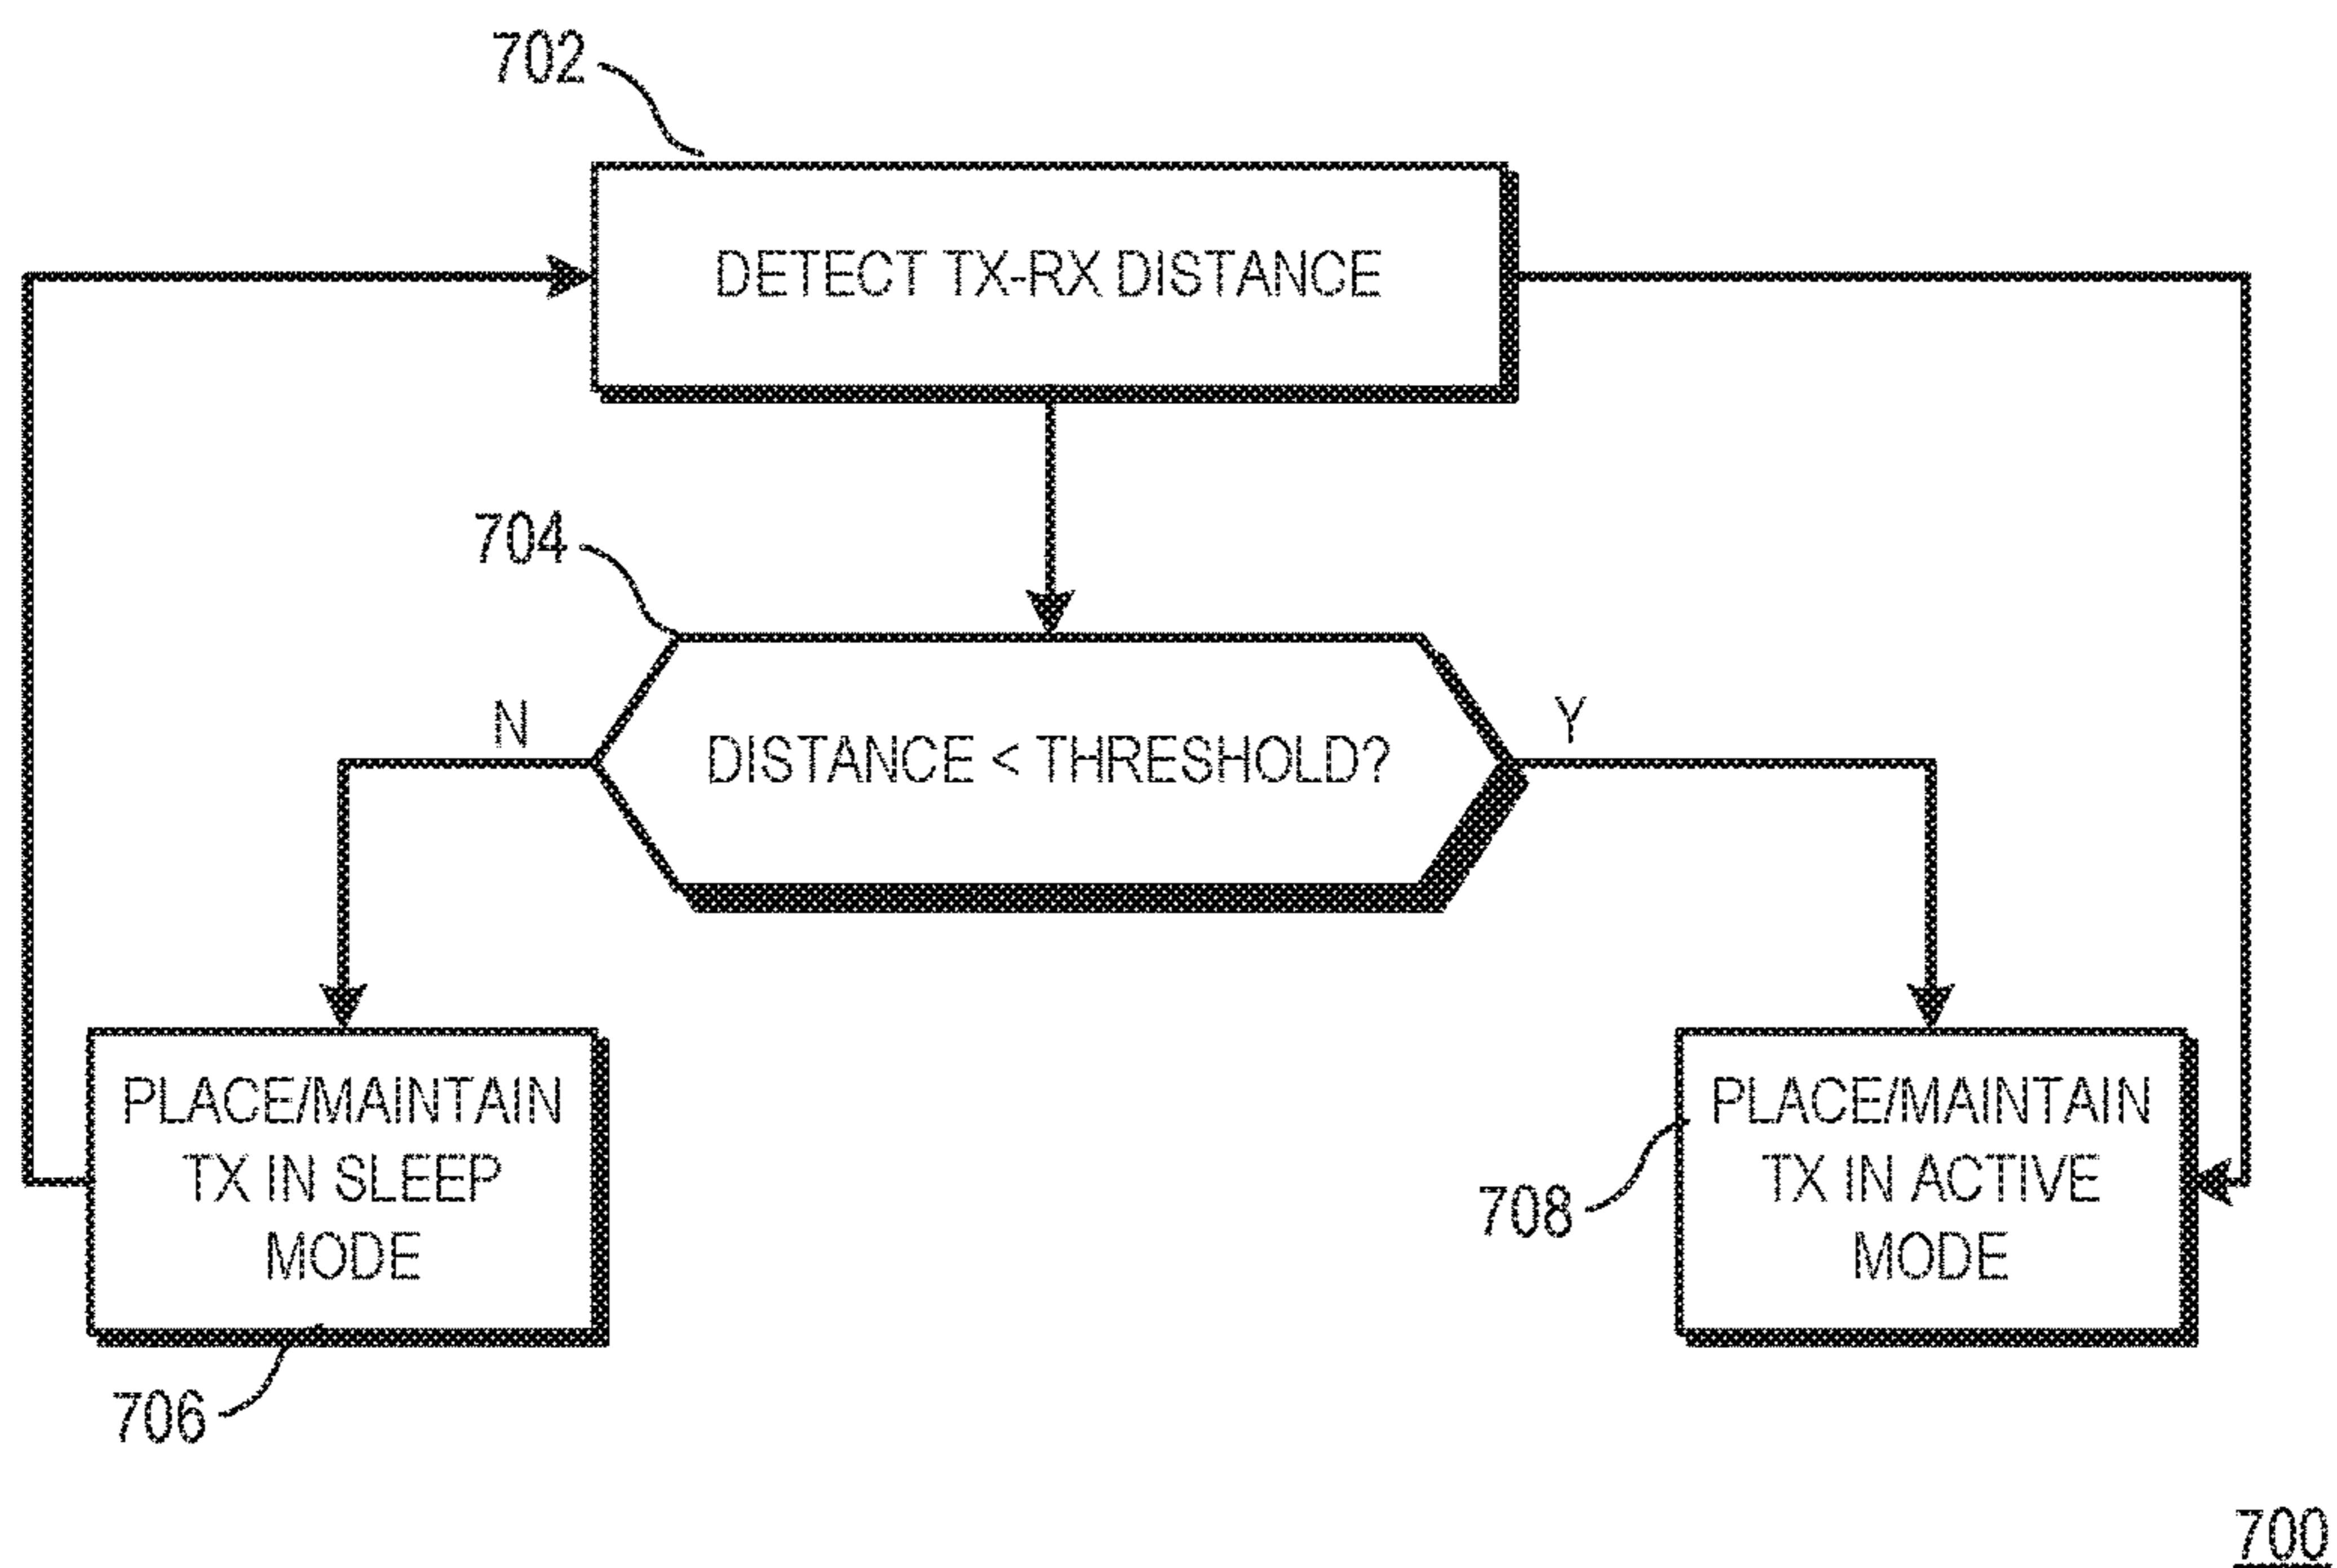 702
DETECT TX-RX DISTANCE
704
N
DISTANCE < THRESHOLD?
Y
PLACE/MAINTAIN
TX IN SLEEP
MODE
706
PLACE/MAINTAIN
TX IN ACTIVE
MODE
708
700